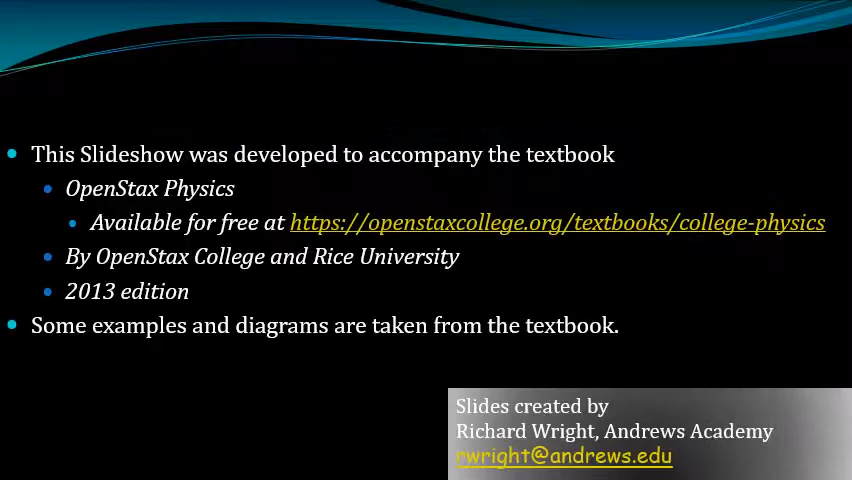 This Slideshow was developed to accompany the textbook
OpenStax Physics
Available for free at https://openstaxcollege.org/textbooks/college-physics
By OpenStax College and Rice University
2013 edition
Some examples and diagrams are taken from the textbook.
Slides created by
Richard Wright, Andrews Academy
rwright@andrews.edu